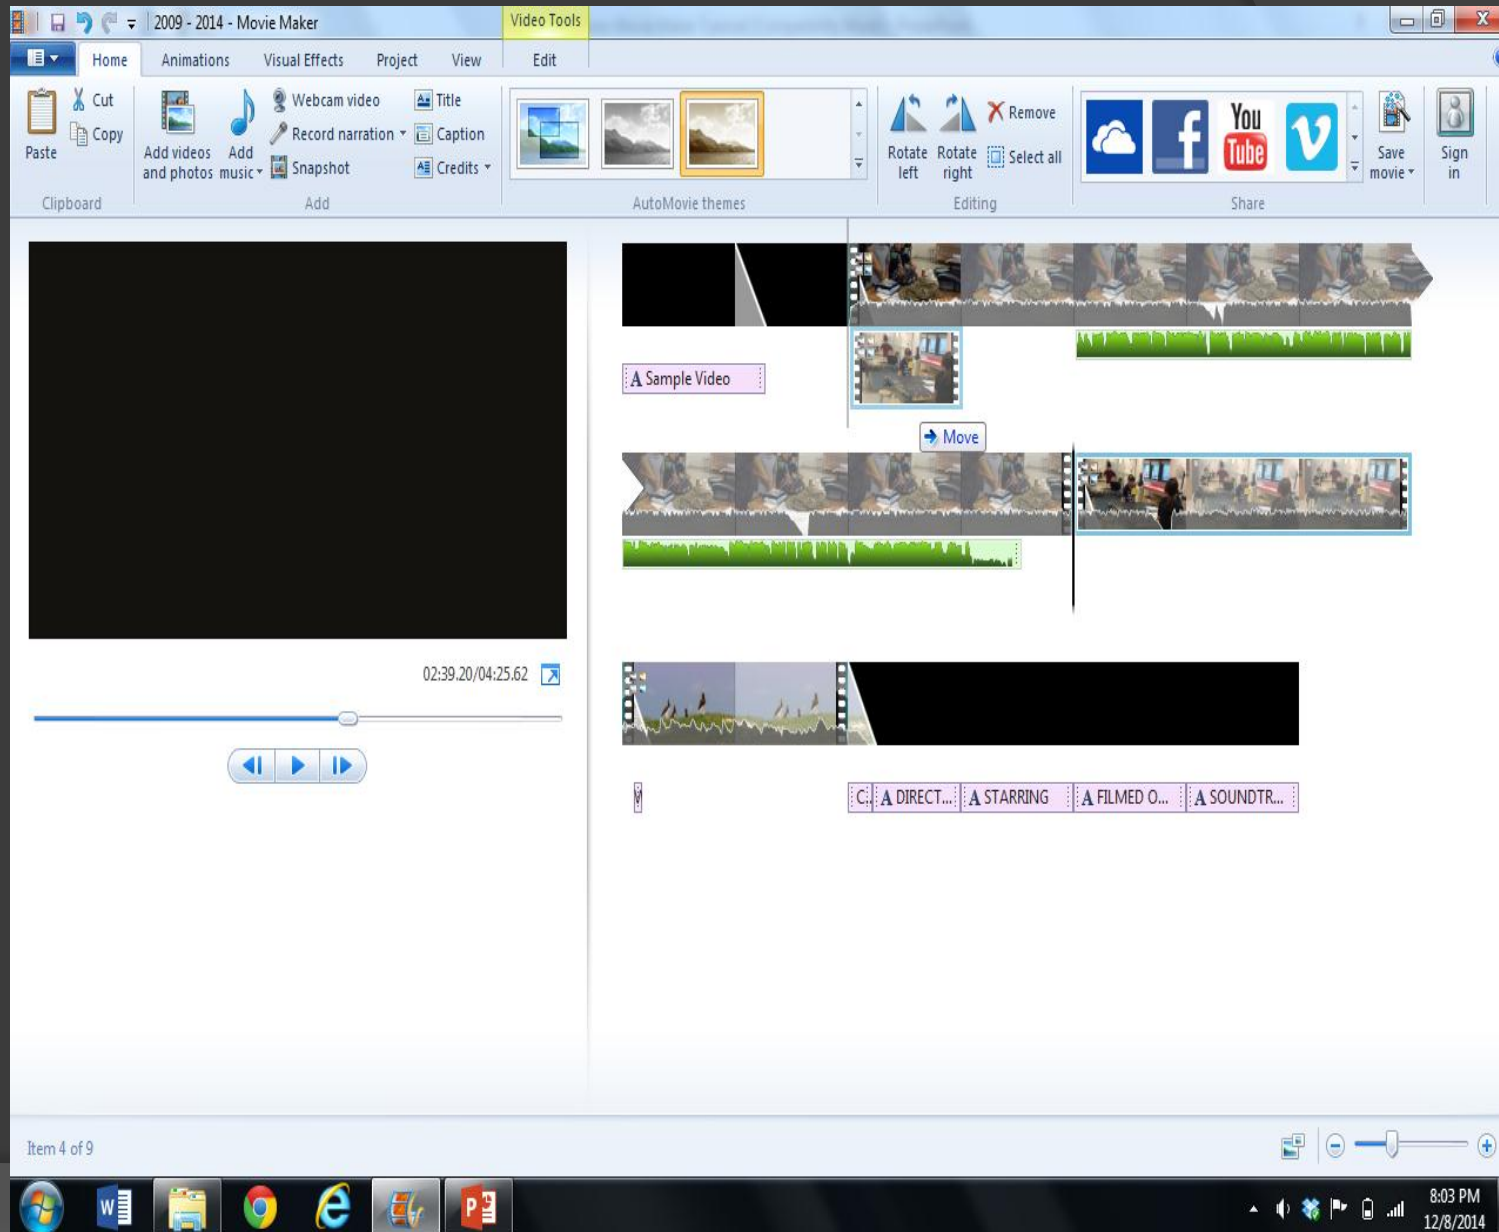 2009 - 2014 - Movie Maker
Video Tools
Home
Animations
Visual Effects
Project
View
Edit
Paste
Cut
Copy
Clipboard
Add videos and photos
Add music
Webcam video
Record narration
Snapshot
Title
Caption
Credits
Add
AutoMovie themes
Rotate left
Rotate right
Remove
Select all
Editing
f
You Tube
Share
Save movie
Sign in
A Sample Video
Move
02:39.20/04:25.62
C..
A DIRECT...
A STARRING
A FILMED O...
A SOUNDTR...
Item 4 of 9
W
P
8:03 PM
12/8/2014